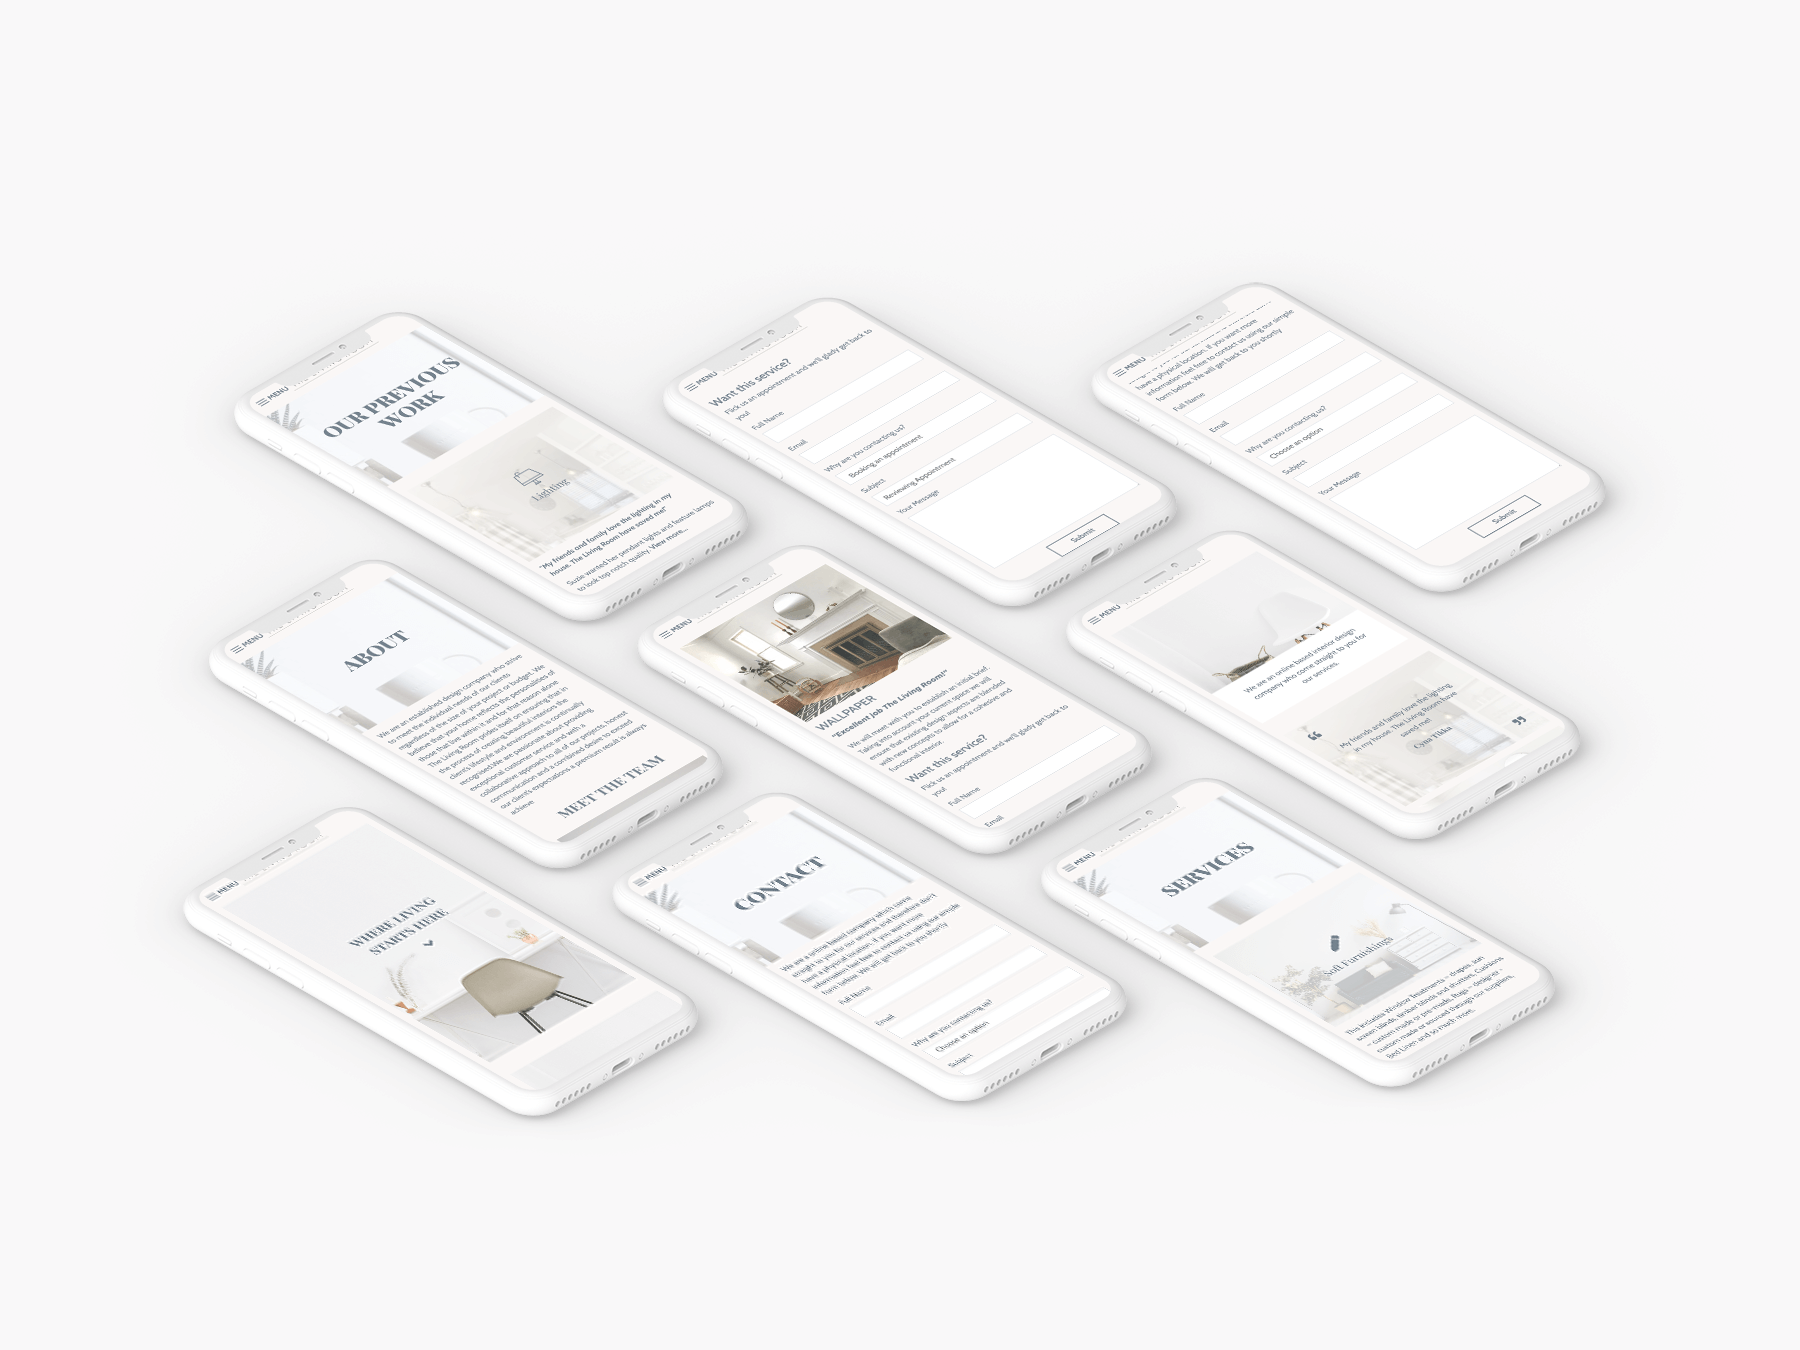 MENU
OUR PREVIOUS
WORK
Lighting
"My friends and family love the lighting in my
house. The Living Room have saved me!"
Suzie wanted her pendant lights and feature lamps
to look top notch quality. View more...
MENU
Want this service?
Flick us an appointment and we'll glady get back to
you!
Full Name
Email
Why are you contacting us?
Booking an appointment
Subject
Reviewing Appointment
Your Message
Submit
MENU
have a physical location. If you want more
information feel free to contact us using our simple
form below. We will get back to you shortly
Full Name
Email
Why are you contacting us?
Choose an option
Subject
Your Message
Submit
MENU
ABOUT
We are an established design company who strive
to meet the individual needs of our clients
regardless of the size of your project or budget. We
believe that your home reflects the personalities of
those that live within it and for that reason alone
The Living Room prides itself on ensuring that in
the process of creating beautiful interiors the
client's lifestyle and environment is continually
recognised.We are passionate about providing
exceptional customer service and with a
collaborative approach to all of our projects, honest
communication and a combined desire to exceed
our client's expectations a premium result is always
achieve
MEET THE TEAM
MENU
WALLPAPER
"Excellent job The Living Room!"
We will meet with you to establish an initial brief.
Taking into account your current space we will
ensure that existing design aspects are blended
with new concepts to allow for a cohesive and
functional interior.
Want this service?
Flick us an appointment and we'll glady get back to
you!
Full Name
Email
MENU
We are an online based interior design
company who come straight to you for
our services.
“
My friends and family love the lighting
in my house. The Living Room have
saved me!
”
Cyna Tikka
MENU
WHERE LIVING
STARTS HERE
MENU
CONTACT
We are a online based company which come
straight to you for our services and therefore don't
have a physical location. If you want more
information feel free to contact us using our simple
form below. We will get back to you shortly
Full Name
Email
Why are you contacting us?
Choose an option
Subject
MENU
SERVICES
Soft Furnishings
This includes Window Treatments – drapes, sun
screen blinds, timber blinds and shutters, Cushions
– custom made or pre-made, Rugs – designer -
custom made or sourced through our suppliers,
Bed Linen and so much more.